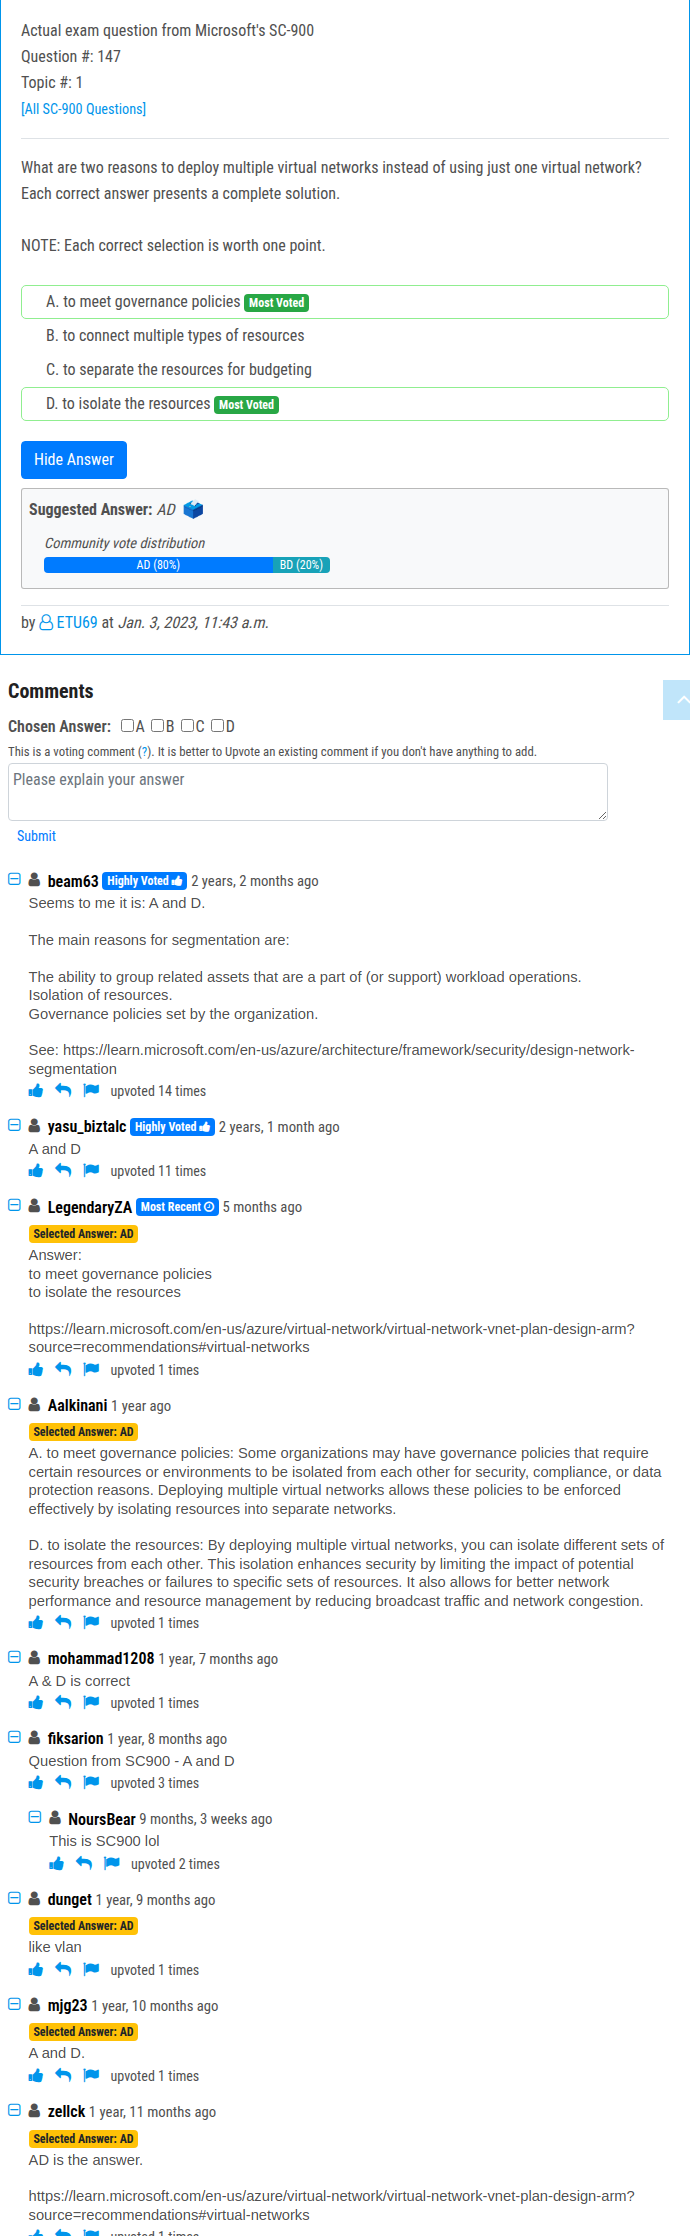 Actual exam question from Microsoft's SC-900
Question #: 147
Topic #: 1
[All SC-900 Questions]
What are two reasons to deploy multiple virtual networks instead of using just one virtual network?
Each correct answer presents a complete solution.
NOTE: Each correct selection is worth one point.
A. to meet governance policies Most Voted
B. to connect multiple types of resources
C. to separate the resources for budgeting
D. to isolate the resources Most Voted
Hide Answer
Suggested Answer: AD
Community vote distribution
AD (80%) BD (20%)
by ETU69 at Jan. 3, 2023, 11:43 a.m.
Comments
Chosen Answer: A B C D
This is a voting comment (?). It is better to Upvote an existing comment if you don't have anything to add.
Please explain your answer
Submit
beam63 Highly Voted 2 years, 2 months ago
Seems to me it is: A and D.
The main reasons for segmentation are:
The ability to group related assets that are a part of (or support) workload operations.
Isolation of resources.
Governance policies set by the organization.
See: https://learn.microsoft.com/en-us/azure/architecture/framework/security/design-network-
segmentation
upvoted 14 times
yasu_biztalc Highly Voted 2 years, 1 month ago
A and D
upvoted 11 times
LegendaryZA Most Recent 5 months ago
Selected Answer: AD
Answer:
to meet governance policies
to isolate the resources
https://learn.microsoft.com/en-us/azure/virtual-network/virtual-network-vnet-plan-design-arm?
source=recommendations#virtual-networks
upvoted 1 times
Aalkinani 1 year ago
Selected Answer: AD
A. to meet governance policies: Some organizations may have governance policies that require
certain resources or environments to be isolated from each other for security, compliance, or data
protection reasons. Deploying multiple virtual networks allows these policies to be enforced
effectively by isolating resources into separate networks.
D. to isolate the resources: By deploying multiple virtual networks, you can isolate different sets of
resources from each other. This isolation enhances security by limiting the impact of potential
security breaches or failures to specific sets of resources. It also allows for better network
performance and resource management by reducing broadcast traffic and network congestion.
upvoted 1 times
mohammad1208 1 year, 7 months ago
A & D is correct
upvoted 1 times
fiksarion 1 year, 8 months ago
Question from SC900 - A and D
upvoted 3 times
NoursBear 9 months, 3 weeks ago
This is SC900 lol
upvoted 2 times
dunget 1 year, 9 months ago
Selected Answer: AD
like vlan
upvoted 1 times
mjg23 1 year, 10 months ago
Selected Answer: AD
A and D.
upvoted 1 times
zellck 1 year, 11 months ago
Selected Answer: AD
AD is the answer.
https://learn.microsoft.com/en-us/azure/virtual-network/virtual-network-vnet-plan-design-arm?
source=recommendations#virtual-networks
upvoted 1 times